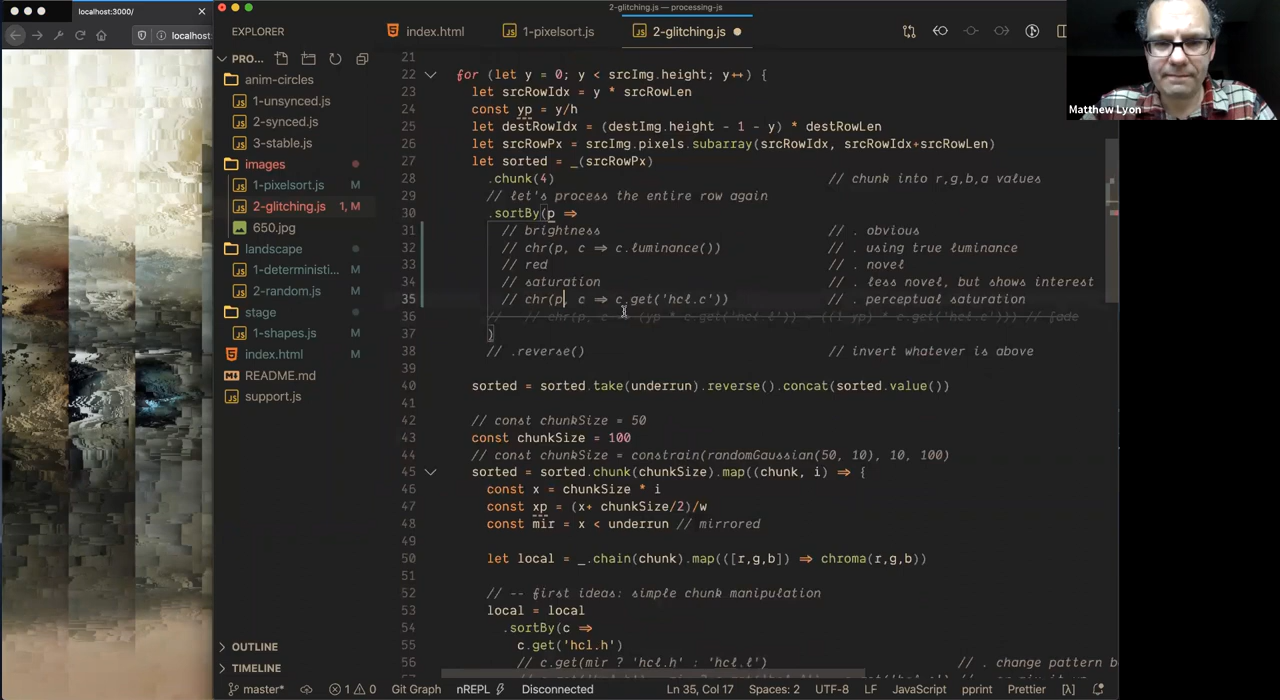 localhost:3000/
localhost:
2-glitching.js — processing-js
EXPLORER
PRO...
anim-circles
1-unsynced.js
2-synced.js
3-stable.js
images
1-pixelsort.js M
2-glitching.js 1, M
650.jpg
landscape
1-deterministi... M
2-random.js M
stage
1-shapes.js M
index.html M
README.md
support.js
OUTLINE
TIMELINE
index.html
1-pixelsort.js
2-glitching.js
21
22 for (let y = 0; y < srcImg.height; y++) {
23 let srcRowIdx = y * srcRowLen
24 const yp = y/h
25 let destRowIdx = (destImg.height - 1 - y) * destRowLen
26 let srcRowPx = srcImg.pixels.subarray(srcRowIdx, srcRowIdx+srcRowLen)
27 let sorted = _(srcRowPx)
28 .chunk(4) // chunk into r,g,b,a values
29 // let's process the entire row again
30 .sortBy(p =>
31 // brightness // . obvious
32 // chr(p, c => c.luminance()) // . using true luminance
33 // red // . novel
34 // saturation // . less novel, but shows interest
35 // chr(p, c => c.get('hcl.c')) // . perceptual saturation
36 // // chr(p, c => (yp * c.get('hcl.l')) - ((1-yp) * c.get('hcl.c'))) // fade
37 )
38 // .reverse() // invert whatever is above
39
40 sorted = sorted.take(underrun).reverse().concat(sorted.value())
41
42 // const chunkSize = 50
43 const chunkSize = 100
44 // const chunkSize = constrain(randomGaussian(50, 10), 10, 100)
45 sorted = sorted.chunk(chunkSize).map((chunk, i) => {
46 const x = chunkSize * i
47 const xp = (x+ chunkSize/2)/w
48 const mir = x < underrun // mirrored
49
50 let local = _.chain(chunk).map(([r,g,b]) => chroma(r,g,b))
51
52 // -- first ideas: simple chunk manipulation
53 local = local
54 .sortBy(c =>
55 c.get('hcl.h')
56 // c.get(mir ? 'hcl.h' : 'hcl.l') // . change pattern b
Matthew Lyon
master* 1 0 Git Graph nREPL Disconnected Ln 35, Col 17 Spaces: 2 UTF-8 LF JavaScript pprint Prettier [λ]